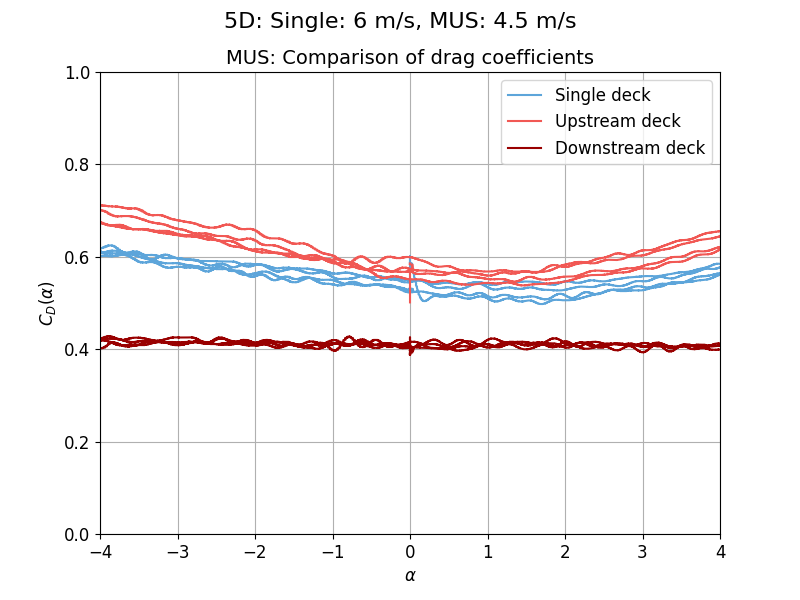 5D: Single: 6 m/s, MUS: 4.5 m/s
MUS: Comparison of drag coefficients
1.0
0.8
0.6
0.4
0.2
0.0
C_D(α)
Single deck
Upstream deck
Downstream deck
−4 −3 −2 −1 0 1 2 3 4
α